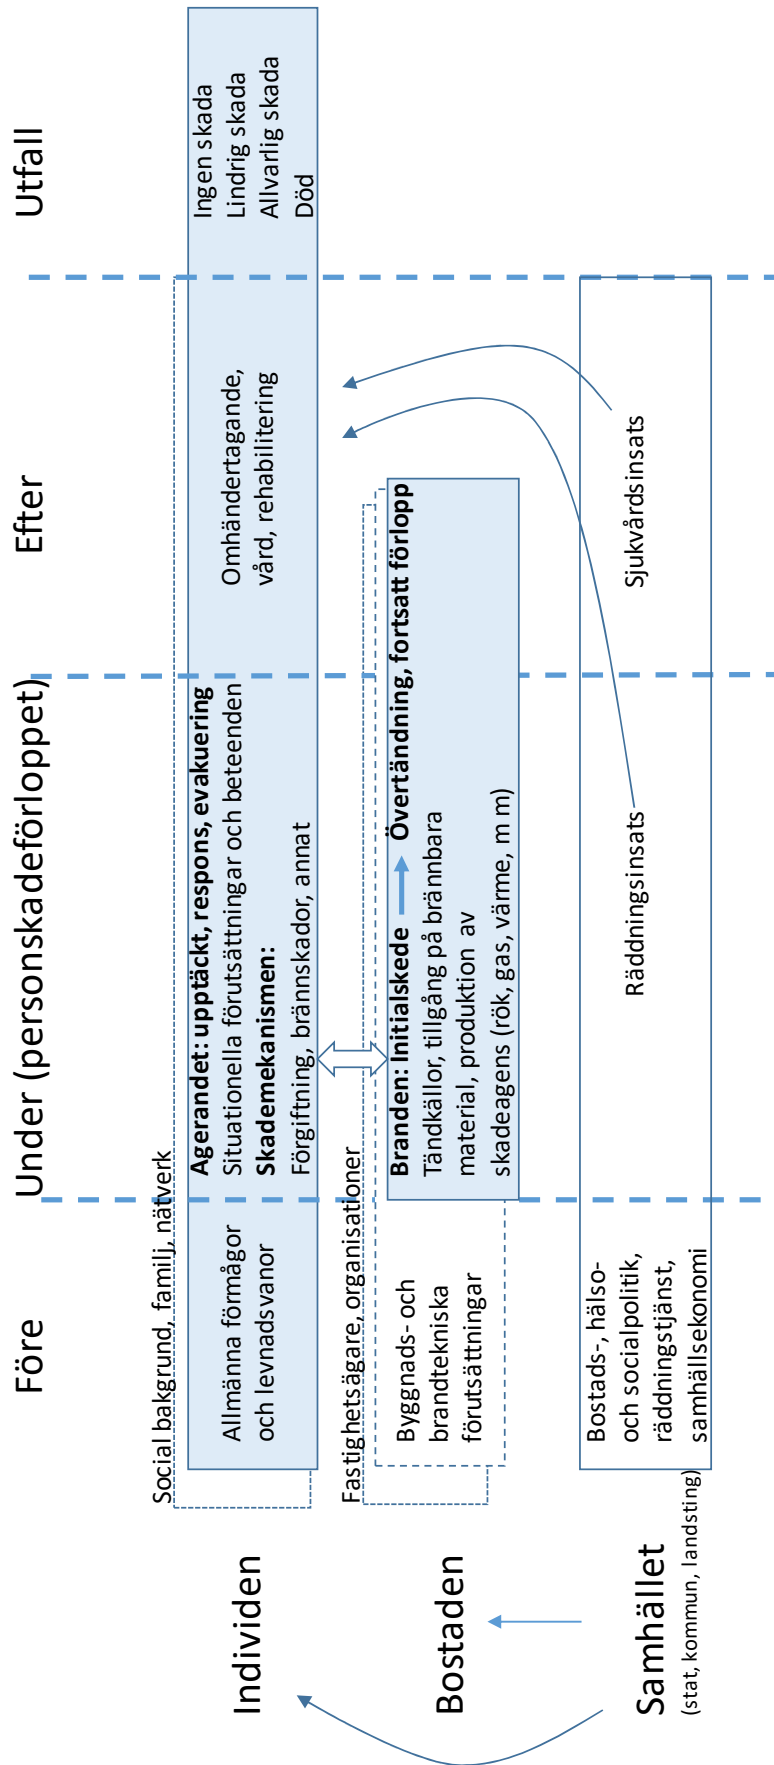 Före
Under (personskadeförloppet)
Efter
Utfall
Social bakgrund, familj, nätverk
Individen
Allmänna förmågor
och levnadsvanor
Agerandet: upptäckt, respons, evakuering
Situationella förutsättningar och beteenden
Skademekanismen:
Förgiftning, brännskador, annat
Omhändertagande,
vård, rehabilitering
Ingen skada
Lindrig skada
Allvarlig skada
Död
Fastighetsägare, organisationer
Bostaden
Byggnads- och
brandtekniska
förutsättningar
Branden: Initialskede Övertändning, fortsatt förlopp
Tändkällor, tillgång på brännbara
material, produktion av
skadeagens (rök, gas, värme, m m)
Samhället
(stat, kommun, landsting)
Bostads-, hälso-
och socialpolitik,
räddningstjänst,
samhällsekonomi
Räddningsinsats
Sjukvårdsinsats